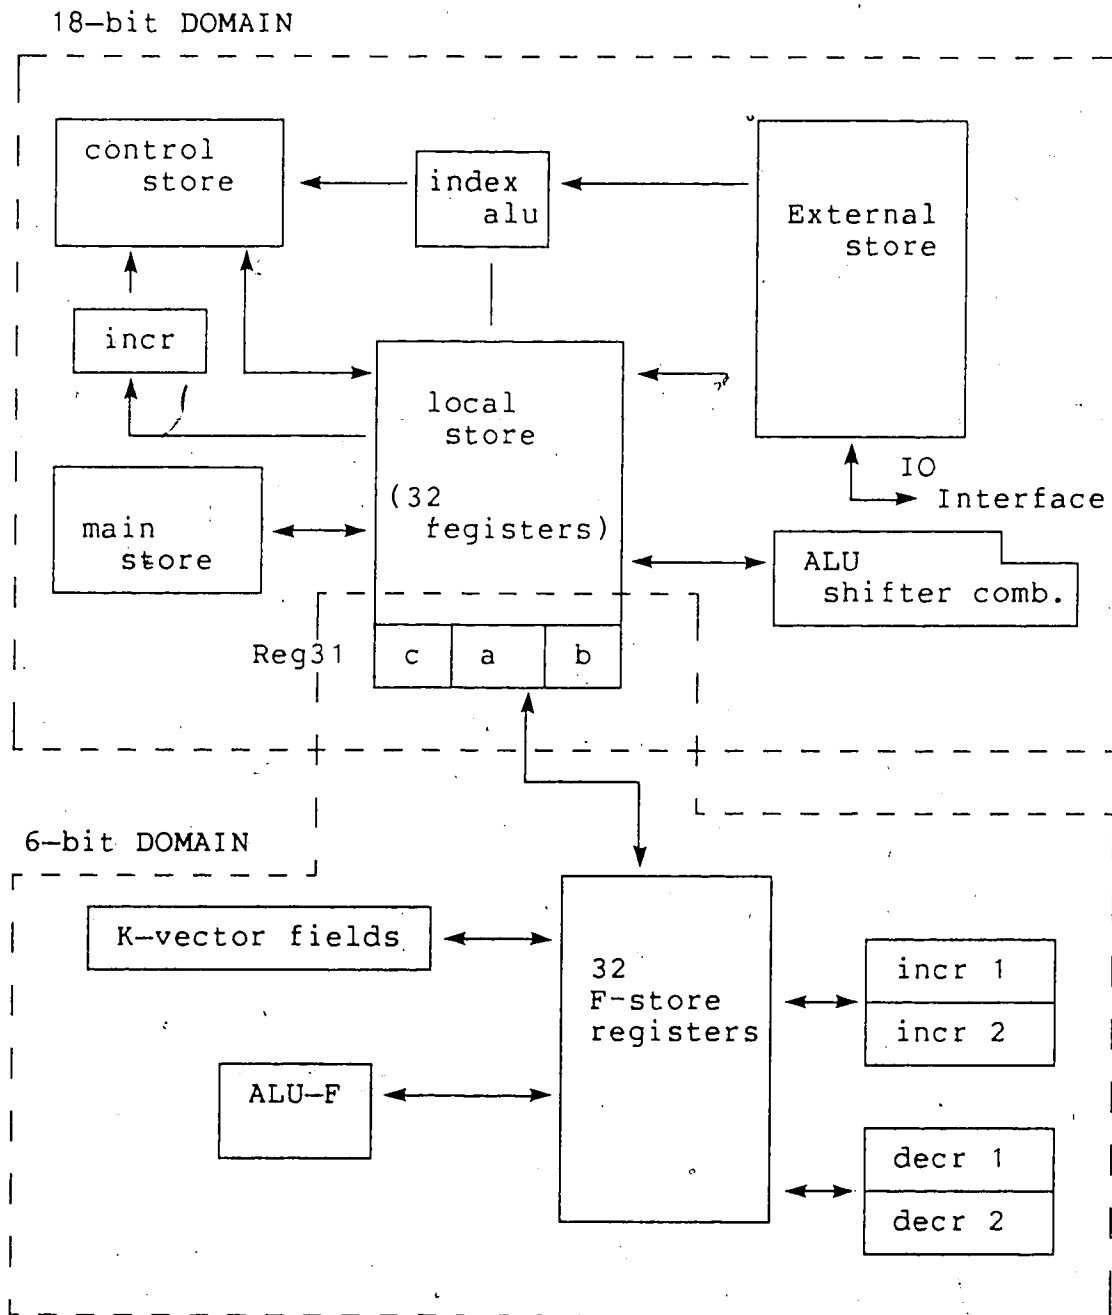 18-bit DOMAIN
control
store
index
alu
External
store
incr
local
store
(32
fegisters)
IO
Interface
main
store
ALU
shifter comb.
Reg31
c
a
b
6-bit DOMAIN
K-vector fields
32
F-store
registers
incr 1
incr 2
ALU-F
decr 1
decr 2